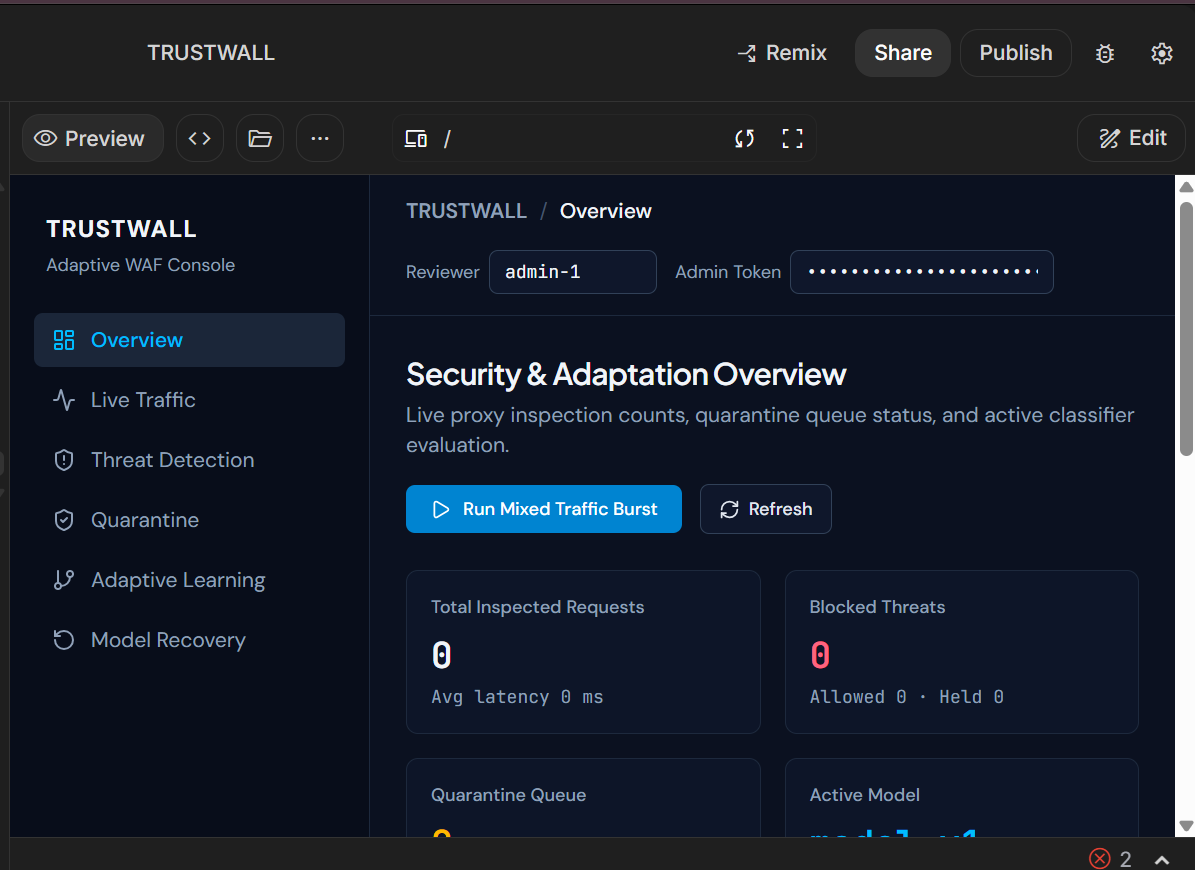 TRUSTWALL
Remix
Share
Publish
Preview
/
Edit
TRUSTWALL
Adaptive WAF Console
Overview
Live Traffic
Threat Detection
Quarantine
Adaptive Learning
Model Recovery
TRUSTWALL / Overview
Reviewer admin-1 Admin Token
Security & Adaptation Overview
Live proxy inspection counts, quarantine queue status, and active classifier
evaluation.
Run Mixed Traffic Burst
Refresh
Total Inspected Requests
0
Avg latency 0 ms
Blocked Threats
0
Allowed 0 · Held 0
Quarantine Queue
Active Model
2